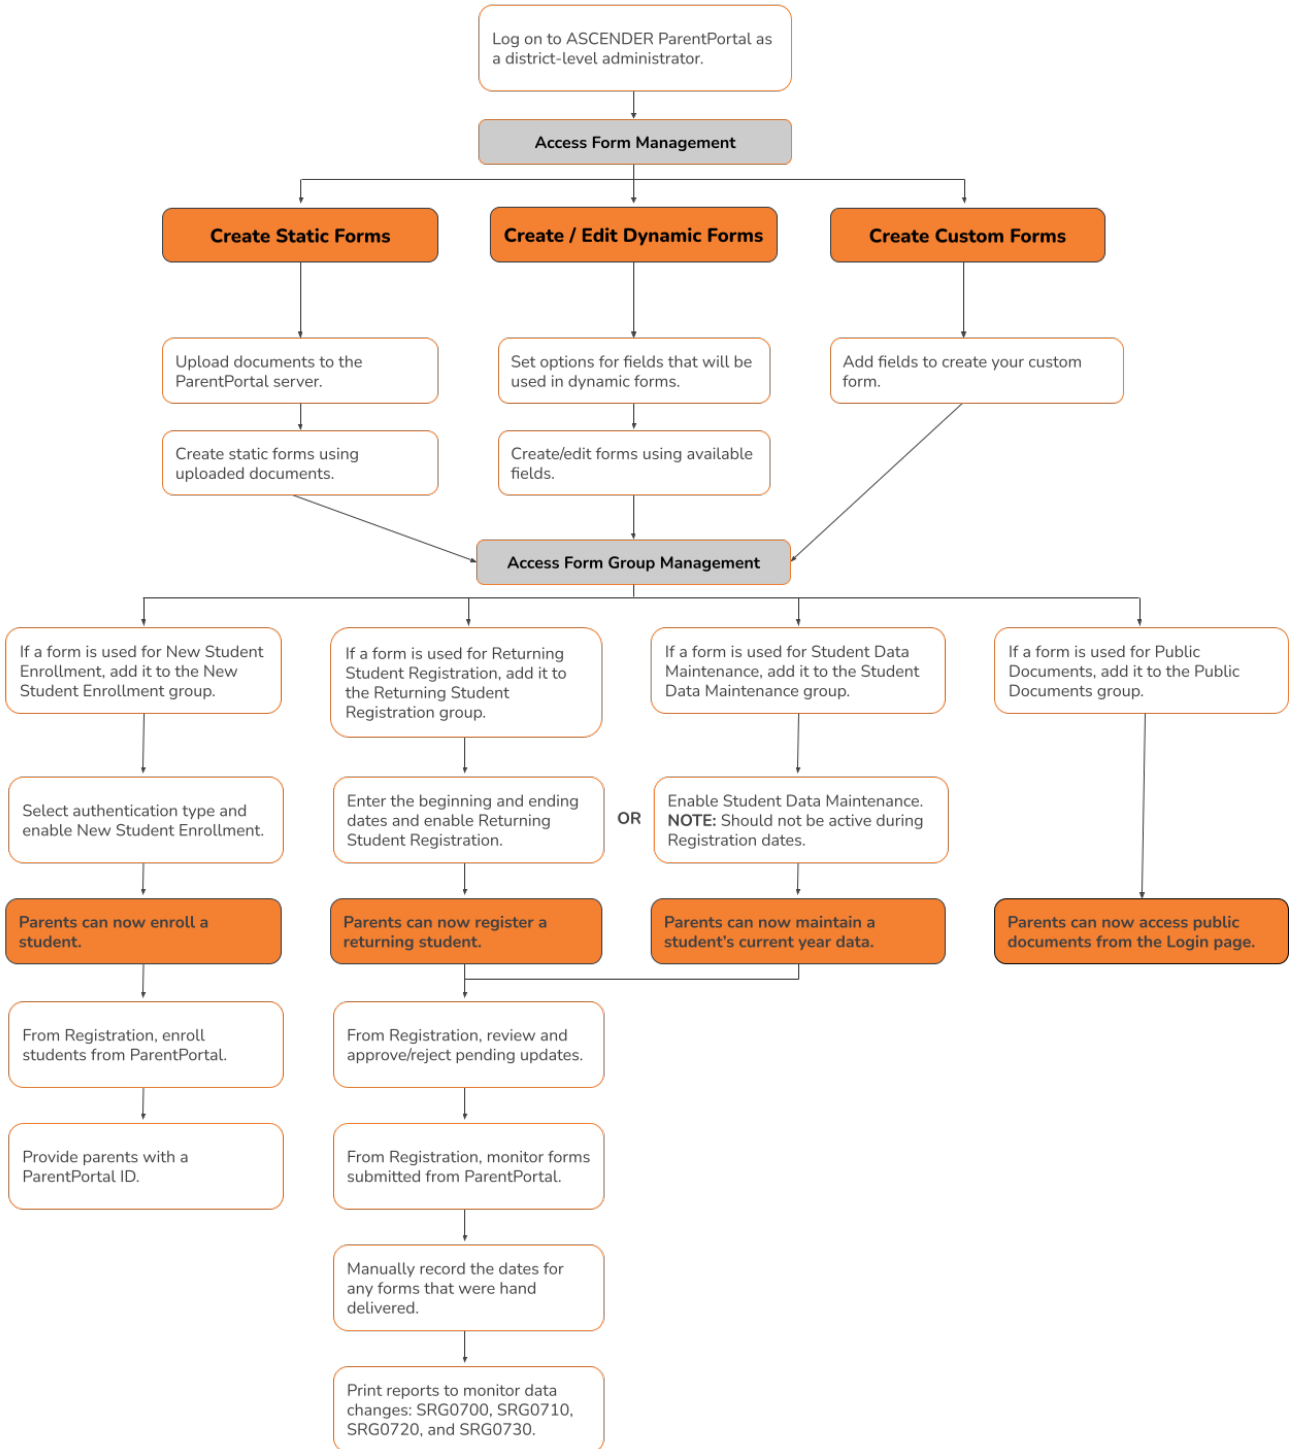 Log on to ASCENDER ParentPortal as
a district-level administrator.
Access Form Management
Create Static Forms
Create / Edit Dynamic Forms
Create Custom Forms
Upload documents to the
ParentPortal server.
Set options for fields that will be
used in dynamic forms.
Add fields to create your custom
form.
Create static forms using
uploaded documents.
Create/edit forms using available
fields.
Access Form Group Management
If a form is used for New Student
Enrollment, add it to the New
Student Enrollment group.
If a form is used for Returning
Student Registration, add it to
the Returning Student
Registration group.
If a form is used for Student Data
Maintenance, add it to the Student
Data Maintenance group.
If a form is used for Public
Documents, add it to the Public
Documents group.
Select authentication type and
enable New Student Enrollment.
Enter the beginning and ending
dates and enable Returning
Student Registration.
OR
Enable Student Data Maintenance.
NOTE: Should not be active during
Registration dates.
Parents can now enroll a
student.
Parents can now register a
returning student.
Parents can now maintain a
student's current year data.
Parents can now access public
documents from the Login page.
From Registration, enroll
students from ParentPortal.
From Registration, review and
approve/reject pending updates.
Provide parents with a
ParentPortal ID.
From Registration, monitor forms
submitted from ParentPortal.
Manually record the dates for
any forms that were hand
delivered.
Print reports to monitor data
changes: SRG0700, SRG0710,
SRG0720, and SRG0730.